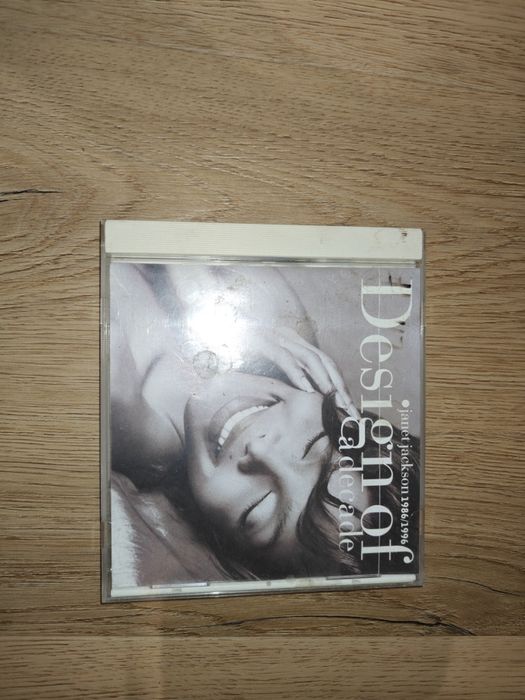 Design of
janet jackson 1986/1996
a decade